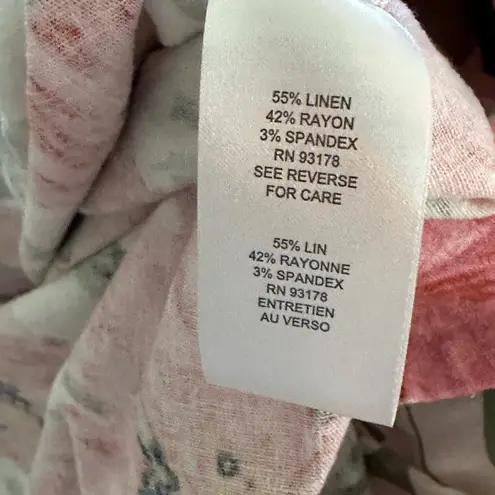 55% LINEN
42% RAYON
3% SPANDEX
RN 93178
SEE REVERSE
FOR CARE
55% LIN
42% RAYONNE
3% SPANDEX
RN 93178
ENTRETIEN
AU VERSO